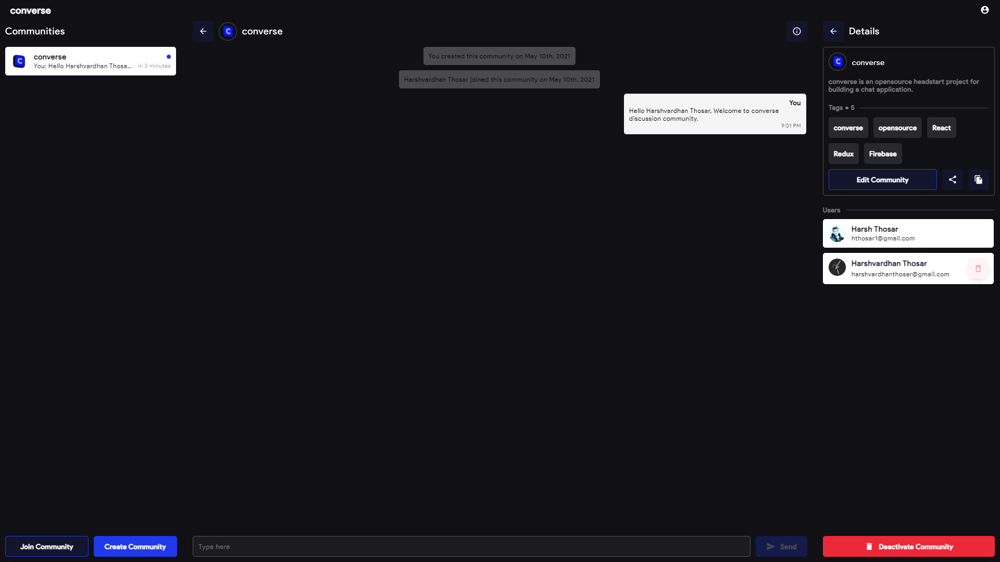 converse
Communities
C
converse
You: Hello Harshvardhan Thosa...
in 3 minutes
Join Community
Create Community
C
converse
You created this community on May 10th, 2021
Harshvardhan Thosar joined this community on May 10th, 2021
You
Hello Harshvardhan Thosar, Welcome to converse
discussion community.
9:01 PM
Type here
Send
Details
C
converse
converse is an opensource headstart project for
building a chat application.
Tags • 5
converse
opensource
React
Redux
Firebase
Edit Community
Users
Harsh Thosar
hthosar1@gmail.com
Harshvardhan Thosar
harshvardhanthosar@gmail.com
Deactivate Community